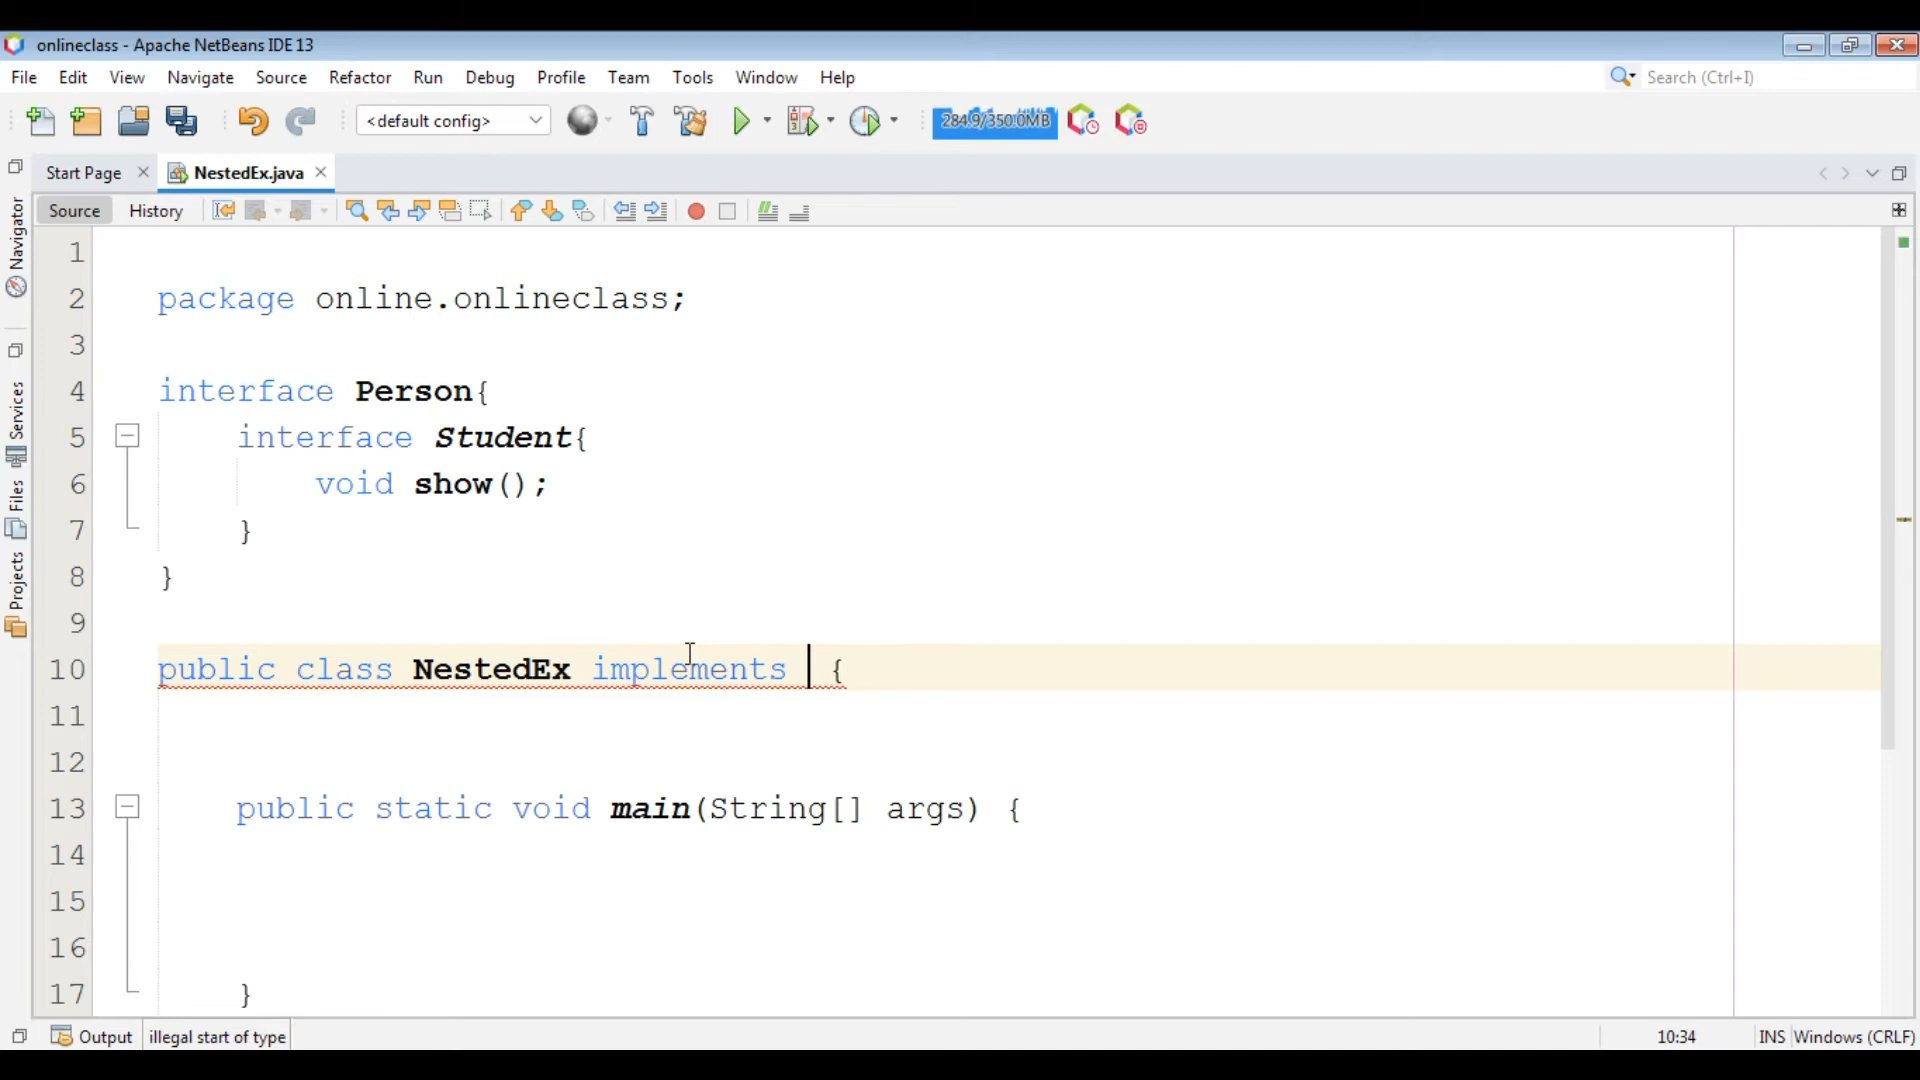 onlineclass - Apache NetBeans IDE 13
File Edit View Navigate Source Refactor Run Debug Profile Team Tools Window Help
Search (Ctrl+I)
<default config>
284.9/350.0MB
Start Page
NestedEx.java
Source History
Navigator
Services
Files
Projects
1
2 package online.onlineclass;
3
4 interface Person{
5 interface Student{
6 void show();
7 }
8 }
9
10 public class NestedEx implements {
11
12
13 public static void main(String[] args) {
14
15
16
17 }
Output illegal start of type
10:34 INS Windows (CRLF)